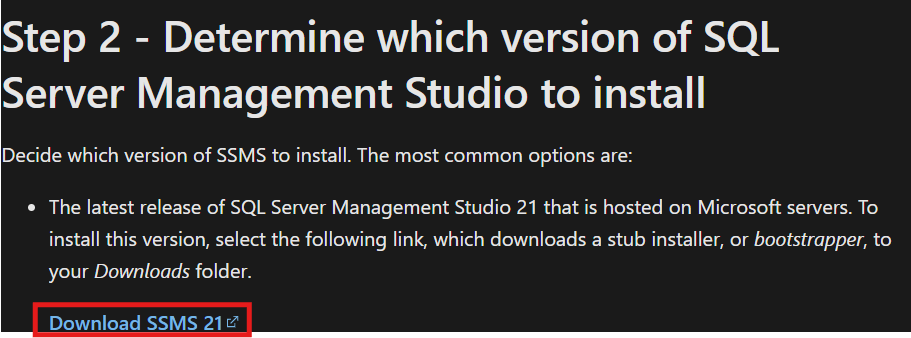 Step 2 - Determine which version of SQL
Server Management Studio to install
Decide which version of SSMS to install. The most common options are:
• The latest release of SQL Server Management Studio 21 that is hosted on Microsoft servers. To
install this version, select the following link, which downloads a stub installer, or bootstrapper, to
your Downloads folder.
Download SSMS 21